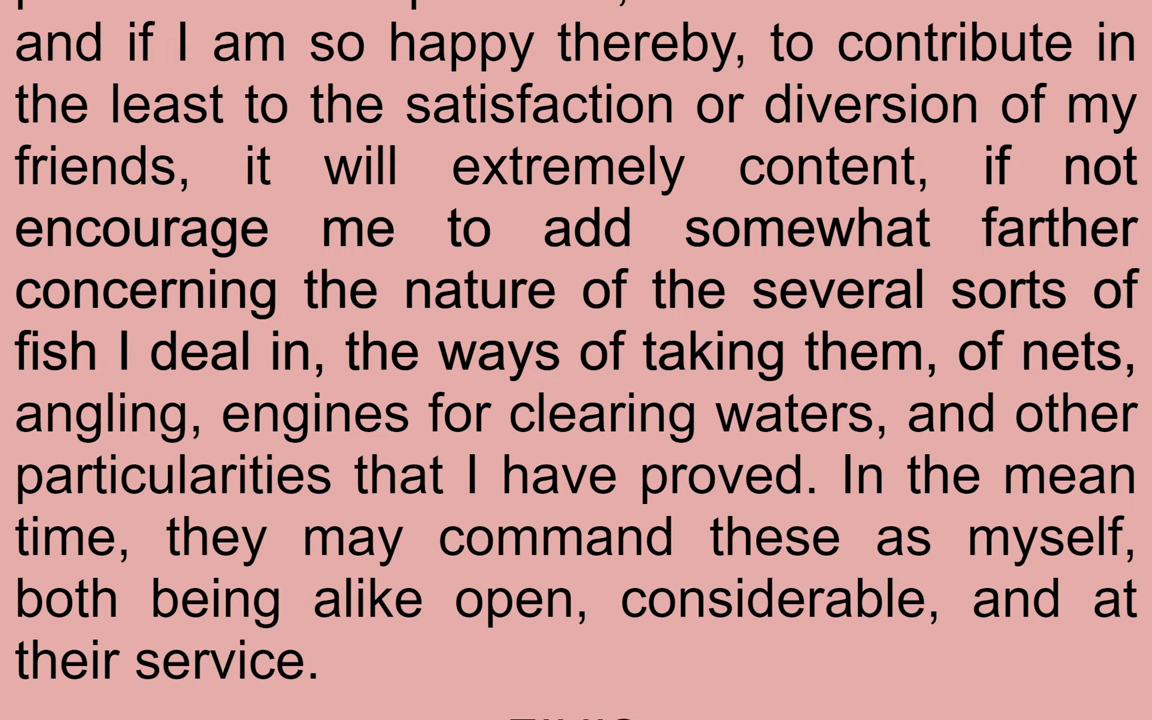 and if I am so happy thereby, to contribute in
the least to the satisfaction or diversion of my
friends, it will extremely content, if not
encourage me to add somewhat farther
concerning the nature of the several sorts of
fish I deal in, the ways of taking them, of nets,
angling, engines for clearing waters, and other
particularities that I have proved. In the mean
time, they may command these as myself,
both being alike open, considerable, and at
their service.